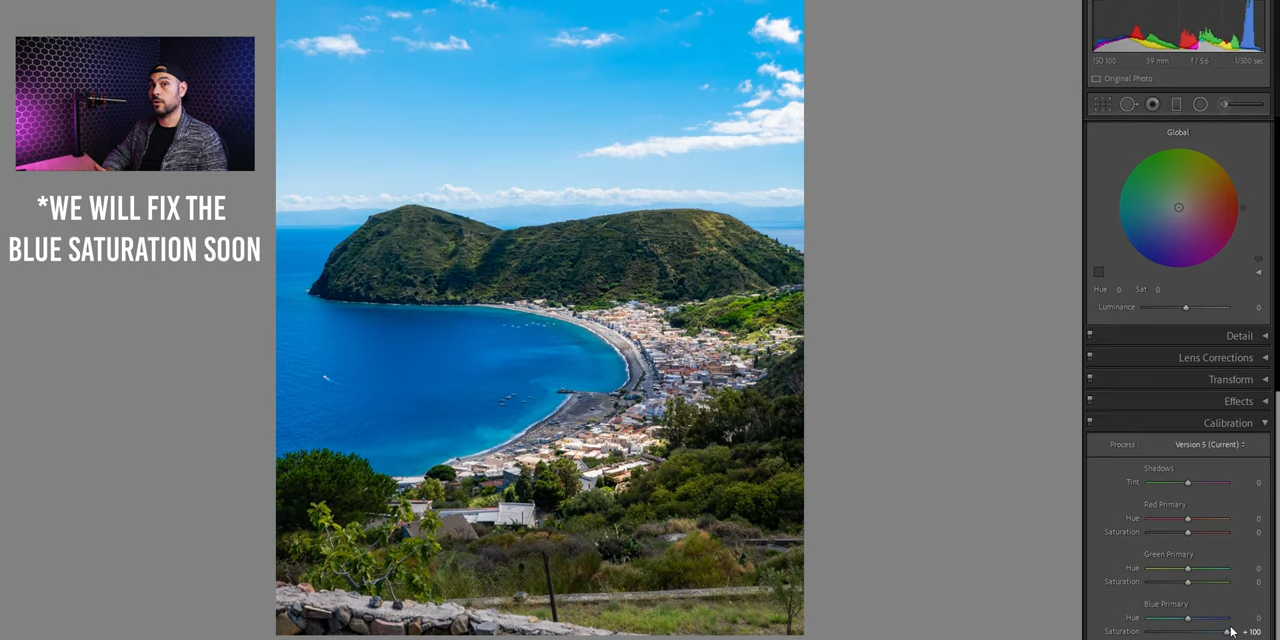 *WE WILL FIX THE
BLUE SATURATION SOON
ISO 100 39 mm f / 5.6 1/500 sec
Original Photo
Global
Hue 0 Sat 0
Luminance 0
Detail
Lens Corrections
Transform
Effects
Calibration
Process: Version 5 (Current)
Shadows
Tint 0
Red Primary
Hue 0
Saturation 0
Green Primary
Hue 0
Saturation 0
Blue Primary
Hue 0
Saturation + 100